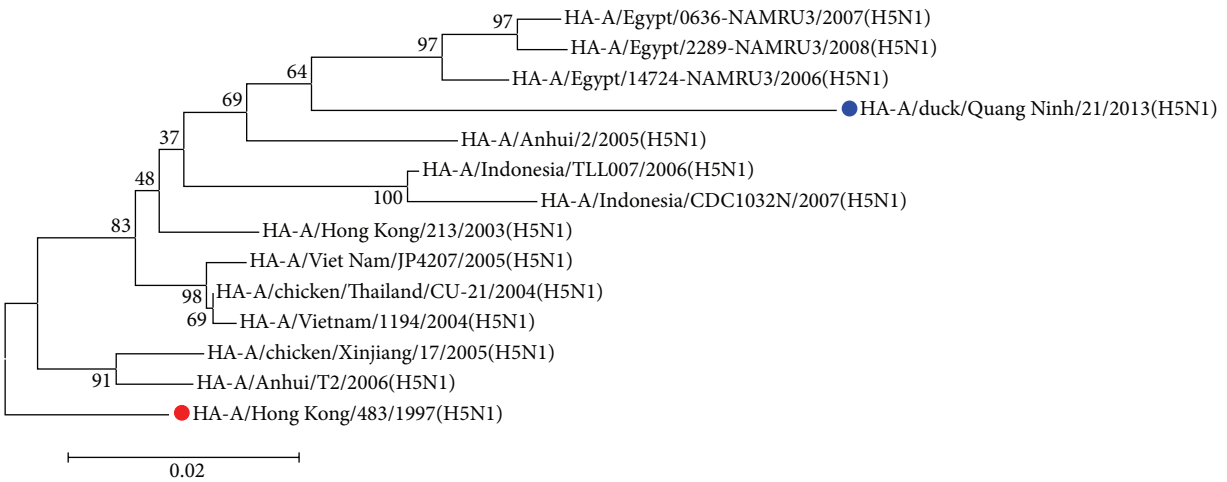 97
HA-A/Egypt/0636-NAMRU3/2007(H5N1)
97
HA-A/Egypt/2289-NAMRU3/2008(H5N1)
64
HA-A/Egypt/14724-NAMRU3/2006(H5N1)
69
HA-A/duck/Quang Ninh/21/2013(H5N1)
37
HA-A/Anhui/2/2005(H5N1)
HA-A/Indonesia/TLL007/2006(H5N1)
48
100
HA-A/Indonesia/CDC1032N/2007(H5N1)
83
HA-A/Hong Kong/213/2003(H5N1)
HA-A/Viet Nam/JP4207/2005(H5N1)
98
HA-A/chicken/Thailand/CU-21/2004(H5N1)
69
HA-A/Vietnam/1194/2004(H5N1)
HA-A/chicken/Xinjiang/17/2005(H5N1)
91
HA-A/Anhui/T2/2006(H5N1)
HA-A/Hong Kong/483/1997(H5N1)
0.02